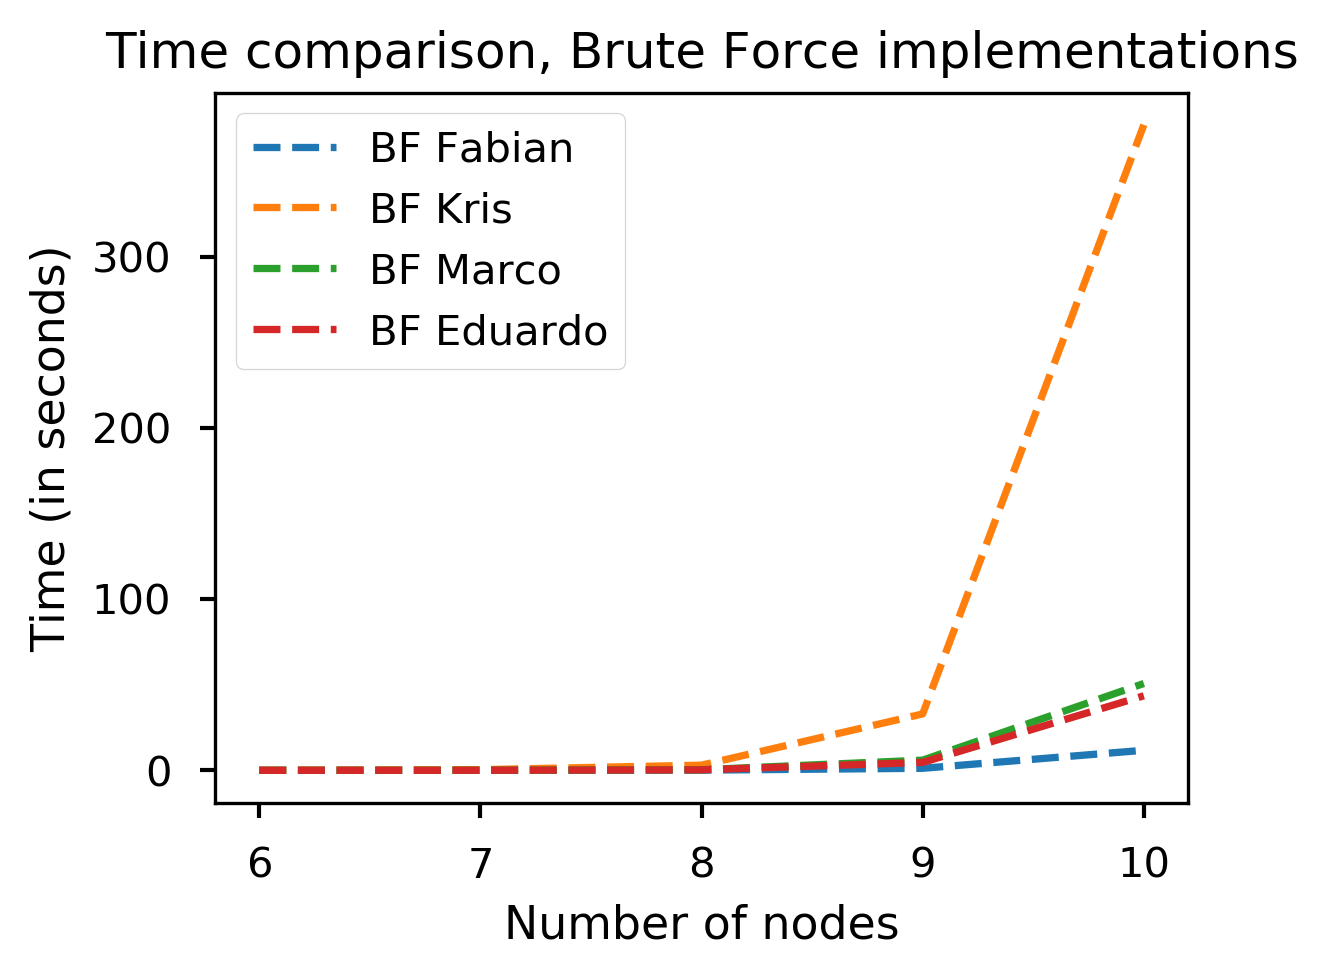 Time comparison, Brute Force implementations
BF Fabian
BF Kris
BF Marco
BF Eduardo
Time (in seconds)
300
200
100
0
6 7 8 9 10
Number of nodes